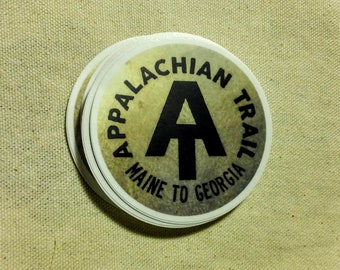 APPALACHIAN TRAIL
AT
MAINE TO GEORGIA